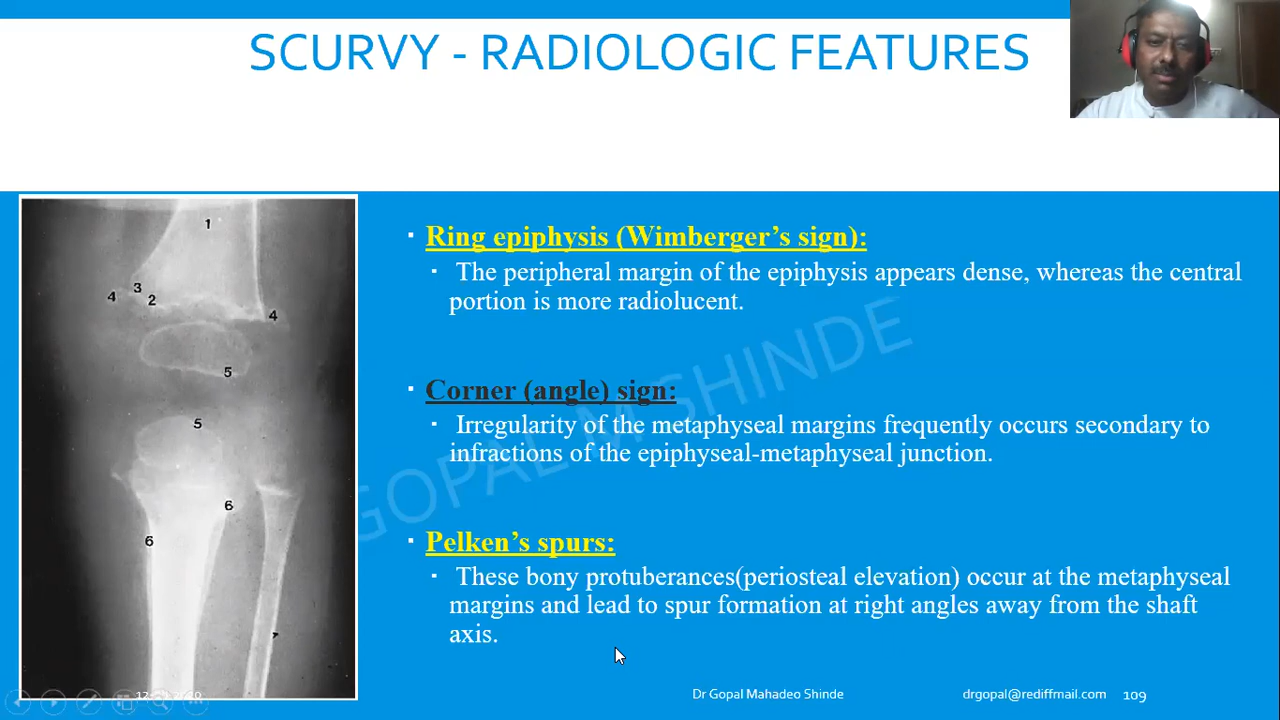 SCURVY - RADIOLOGIC FEATURES
Ring epiphysis (Wimberger’s sign):
The peripheral margin of the epiphysis appears dense, whereas the central
portion is more radiolucent.
Corner (angle) sign:
Irregularity of the metaphyseal margins frequently occurs secondary to
infractions of the epiphyseal-metaphyseal junction.
Pelken’s spurs:
These bony protuberances(periosteal elevation) occur at the metaphyseal
margins and lead to spur formation at right angles away from the shaft
axis.
GOPAL M SHINDE
1
3
4
2
4
5
5
6
6
7
Dr Gopal Mahadeo Shinde
drgopal@rediffmail.com
109